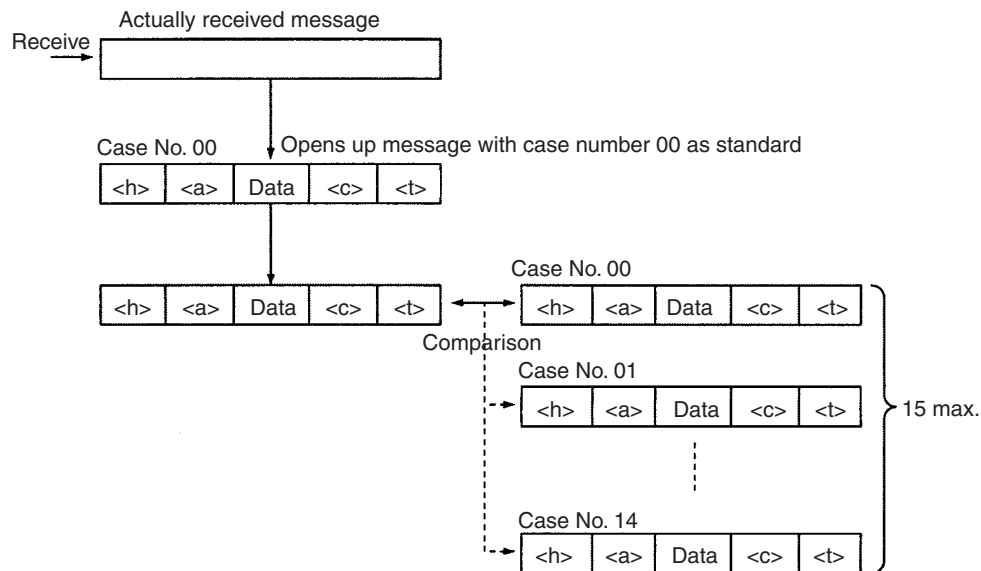 Actually received message
Receive
Case No. 00
Opens up message with case number 00 as standard
<h> <a> Data <c> <t>
Case No. 00
<h> <a> Data <c> <t>
<h> <a> Data <c> <t>
Comparison
Case No. 01
<h> <a> Data <c> <t>
15 max.
Case No. 14
<h> <a> Data <c> <t>